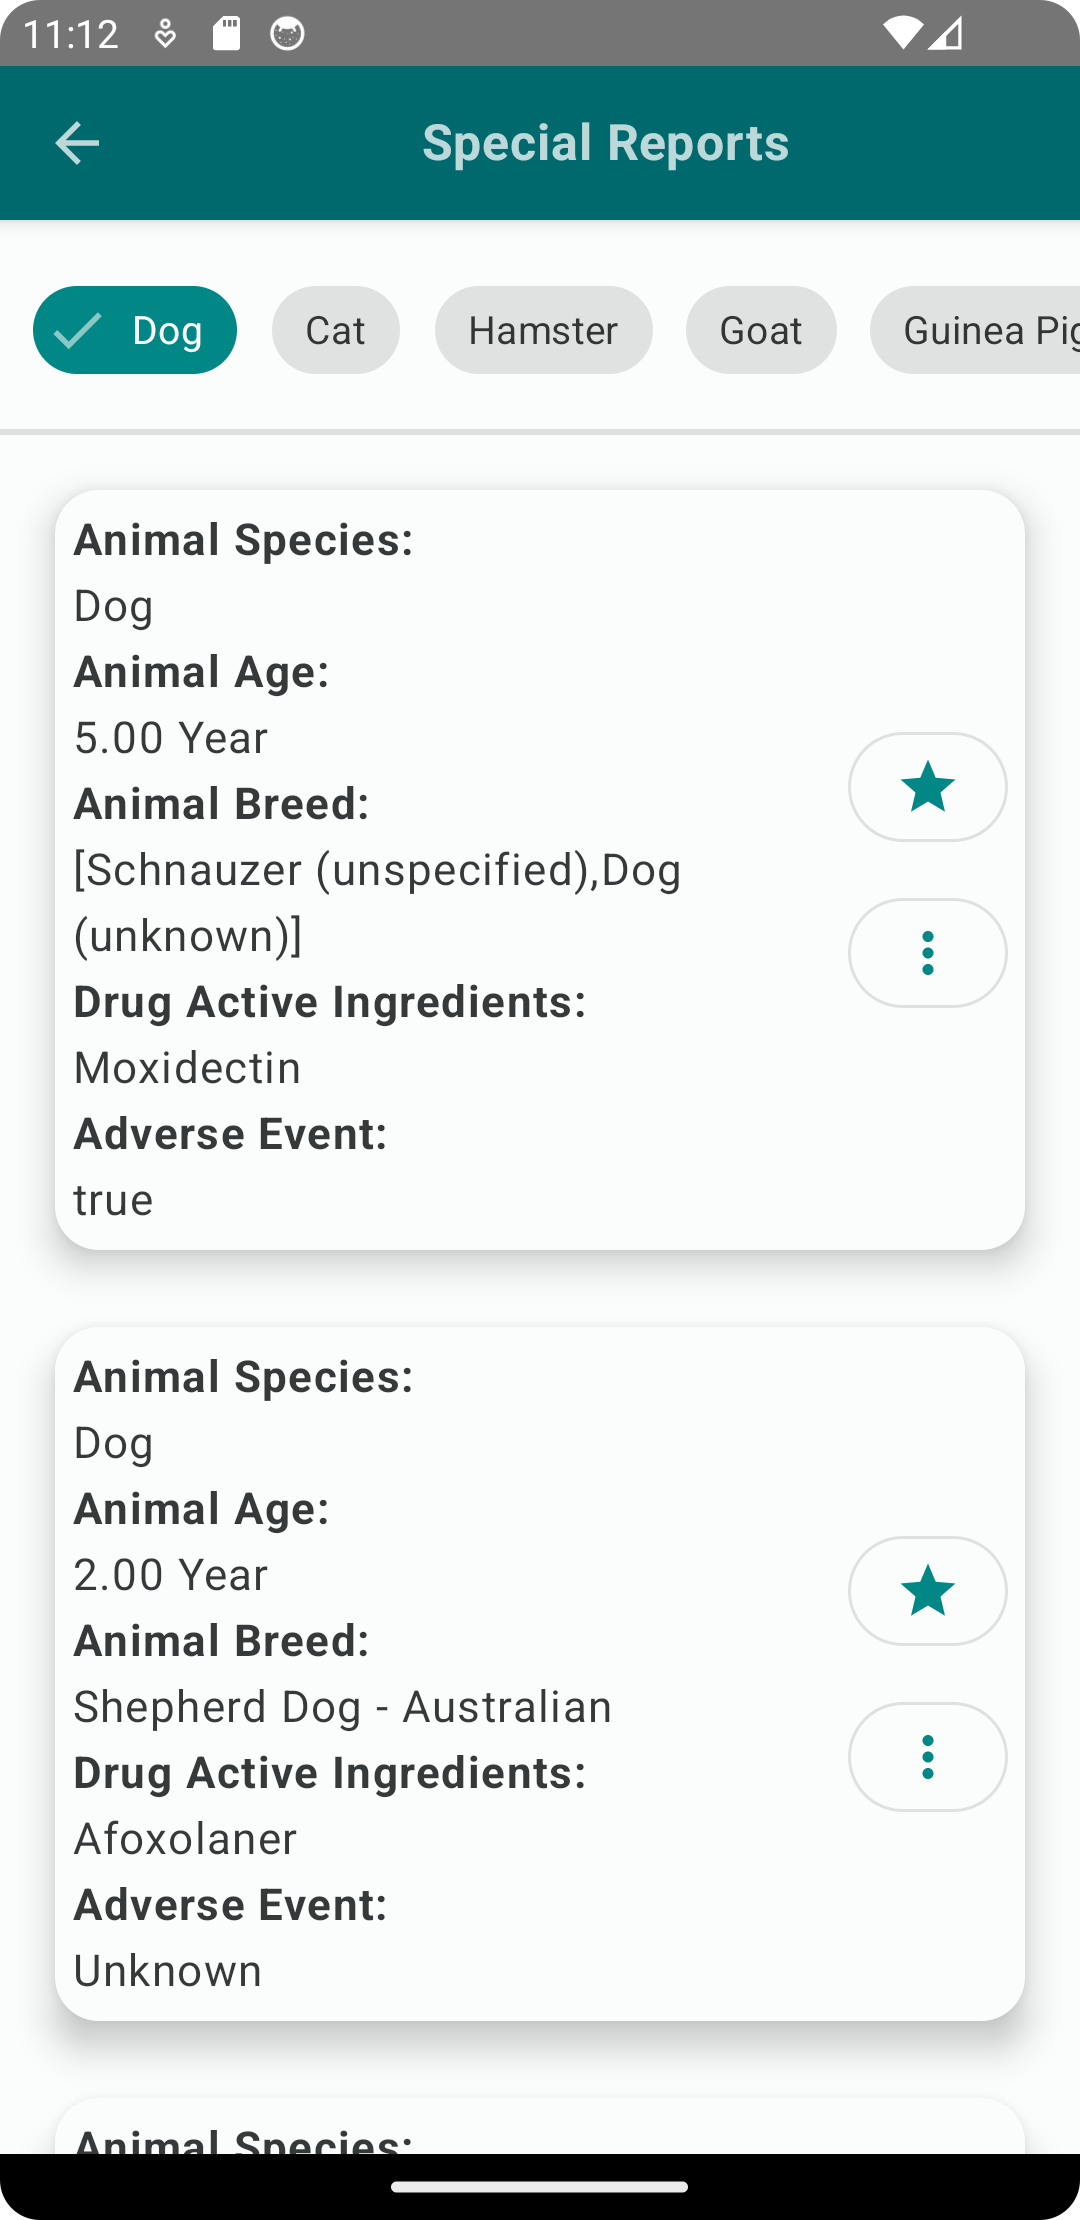 11:12
Special Reports
Dog
Cat
Hamster
Goat
Guinea Pig
Animal Species:
Dog
Animal Age:
5.00 Year
Animal Breed:
[Schnauzer (unspecified),Dog
(unknown)]
Drug Active Ingredients:
Moxidectin
Adverse Event:
true
Animal Species:
Dog
Animal Age:
2.00 Year
Animal Breed:
Shepherd Dog - Australian
Drug Active Ingredients:
Afoxolaner
Adverse Event:
Unknown
Animal Species: